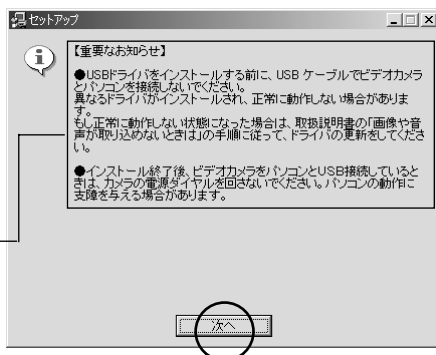 セットアップ
【重要なお知らせ】
●USBドライバをインストールする前に、USB ケーブルでビデオカメラ
とパソコンを接続しないでください。
異なるドライバがインストールされ、正常に動作しない場合がありま
す。
もし正常に動作しない状態になった場合は、取扱説明書の「画像や音
声が取り込めないときは」の手順に従って、ドライバの更新をしてくださ
い。
●インストール終了後、ビデオカメラをパソコンとUSB接続していると
きは、カメラの電源ダイヤルを回さないでください。パソコンの動作に
支障を与える場合があります。
次へ